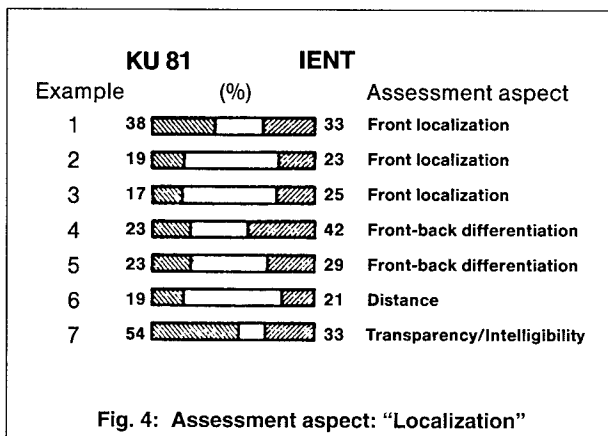 KU 81 IENT
Example (%) Assessment aspect
1 38 33 Front localization
2 19 23 Front localization
3 17 25 Front localization
4 23 42 Front-back differentiation
5 23 29 Front-back differentiation
6 19 21 Distance
7 54 33 Transparency/Intelligibility
Fig. 4: Assessment aspect: "Localization"